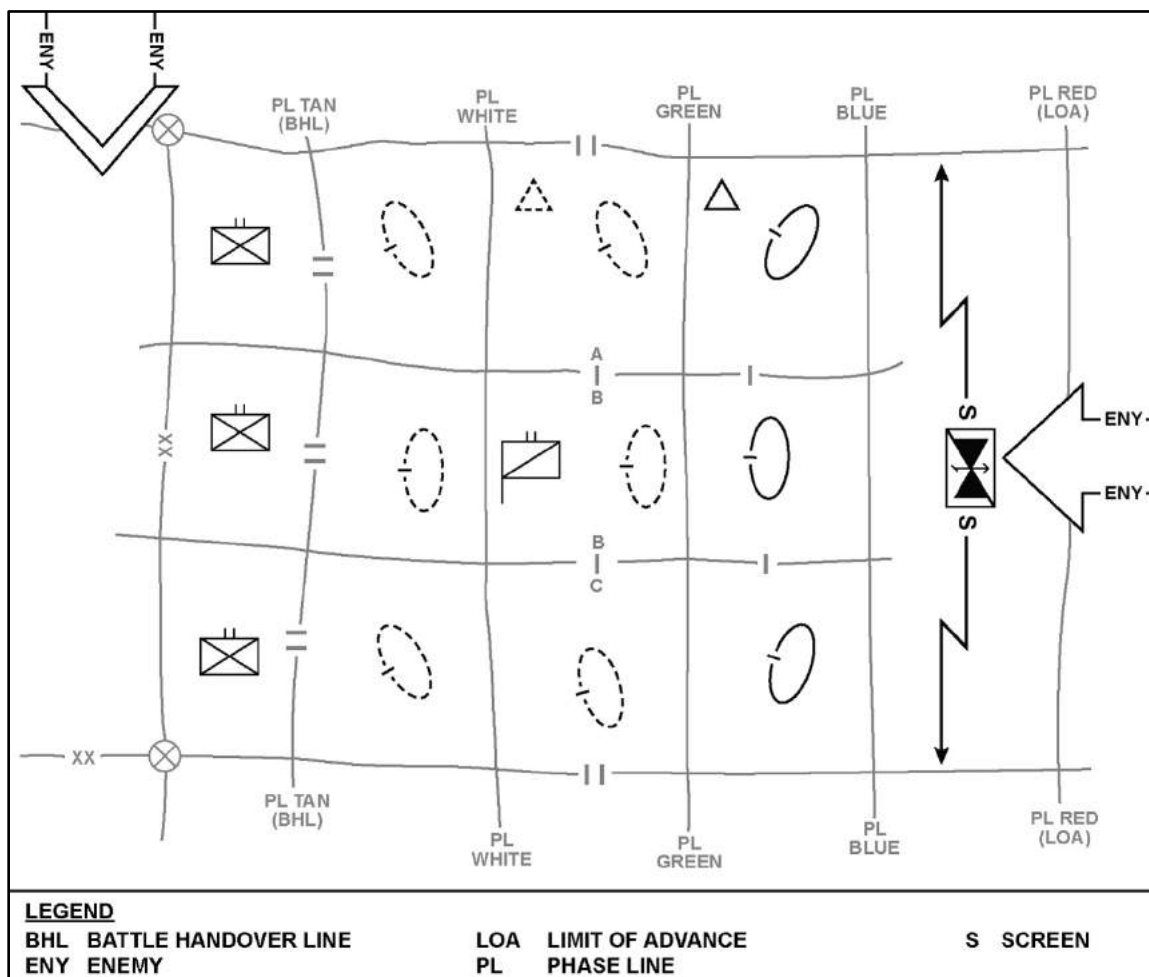 ENY
ENY
PL TAN
(BHL)
PL
WHITE
PL
GREEN
PL
BLUE
PL RED
(LOA)
A
B
S
ENY
XX
ENY
S
B
C
XX
PL TAN
(BHL)
PL
WHITE
PL
GREEN
PL
BLUE
PL RED
(LOA)
LEGEND
BHL BATTLE HANDOVER LINE LOA LIMIT OF ADVANCE S SCREEN
ENY ENEMY PL PHASE LINE